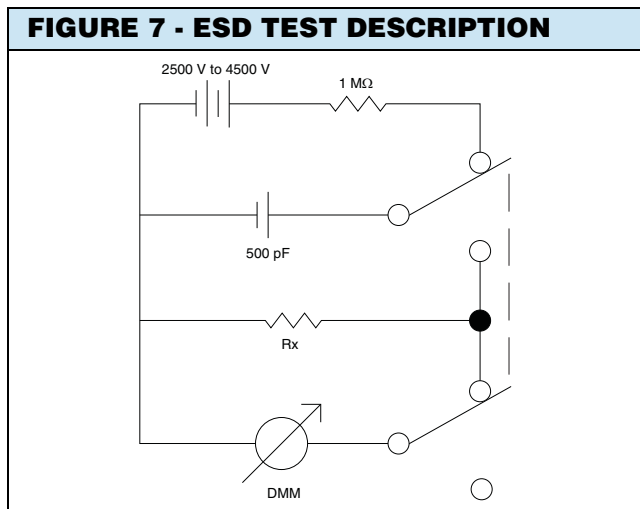 FIGURE 7 - ESD TEST DESCRIPTION
2500 V to 4500 V
1 MΩ
500 pF
Rx
DMM